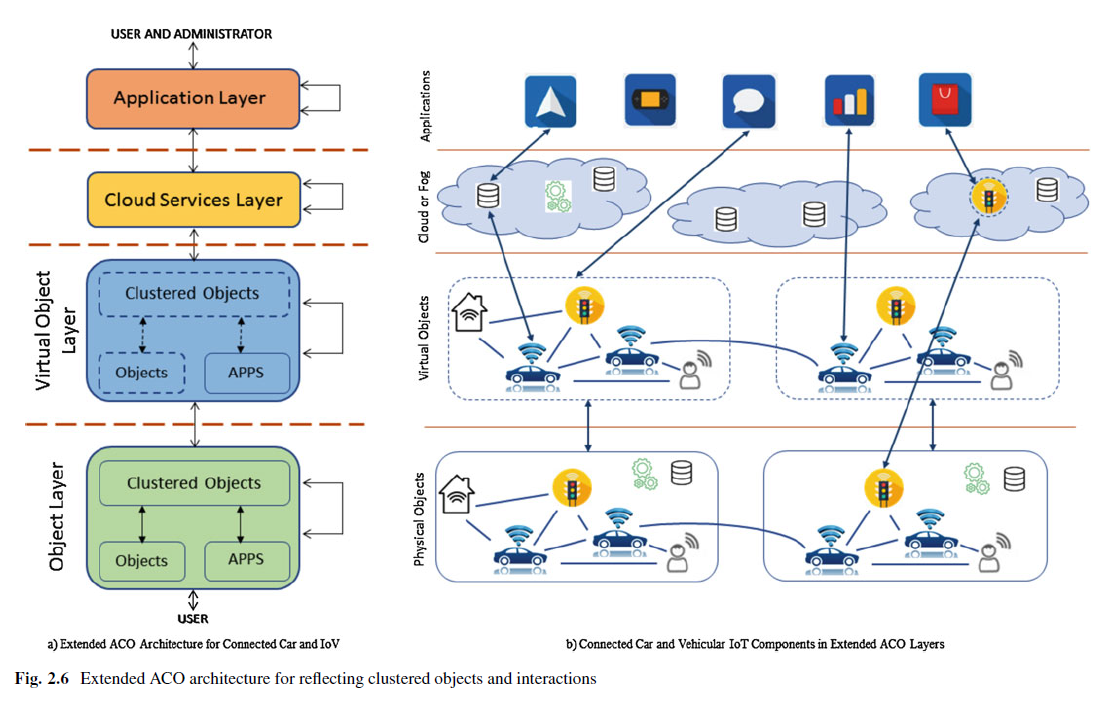 USER AND ADMINISTRATOR
Application Layer
Cloud Services Layer
Virtual Object
Layer
Clustered Objects
Objects
APPS
Object Layer
Clustered Objects
Objects
APPS
USER
a) Extended ACO Architecture for Connected Car and IoV
Applications
Cloud or Fog
Virtual Objects
Physical Objects
b) Connected Car and Vehicular IoT Components in Extended ACO Layers
Fig. 2.6 Extended ACO architecture for reflecting clustered objects and interactions